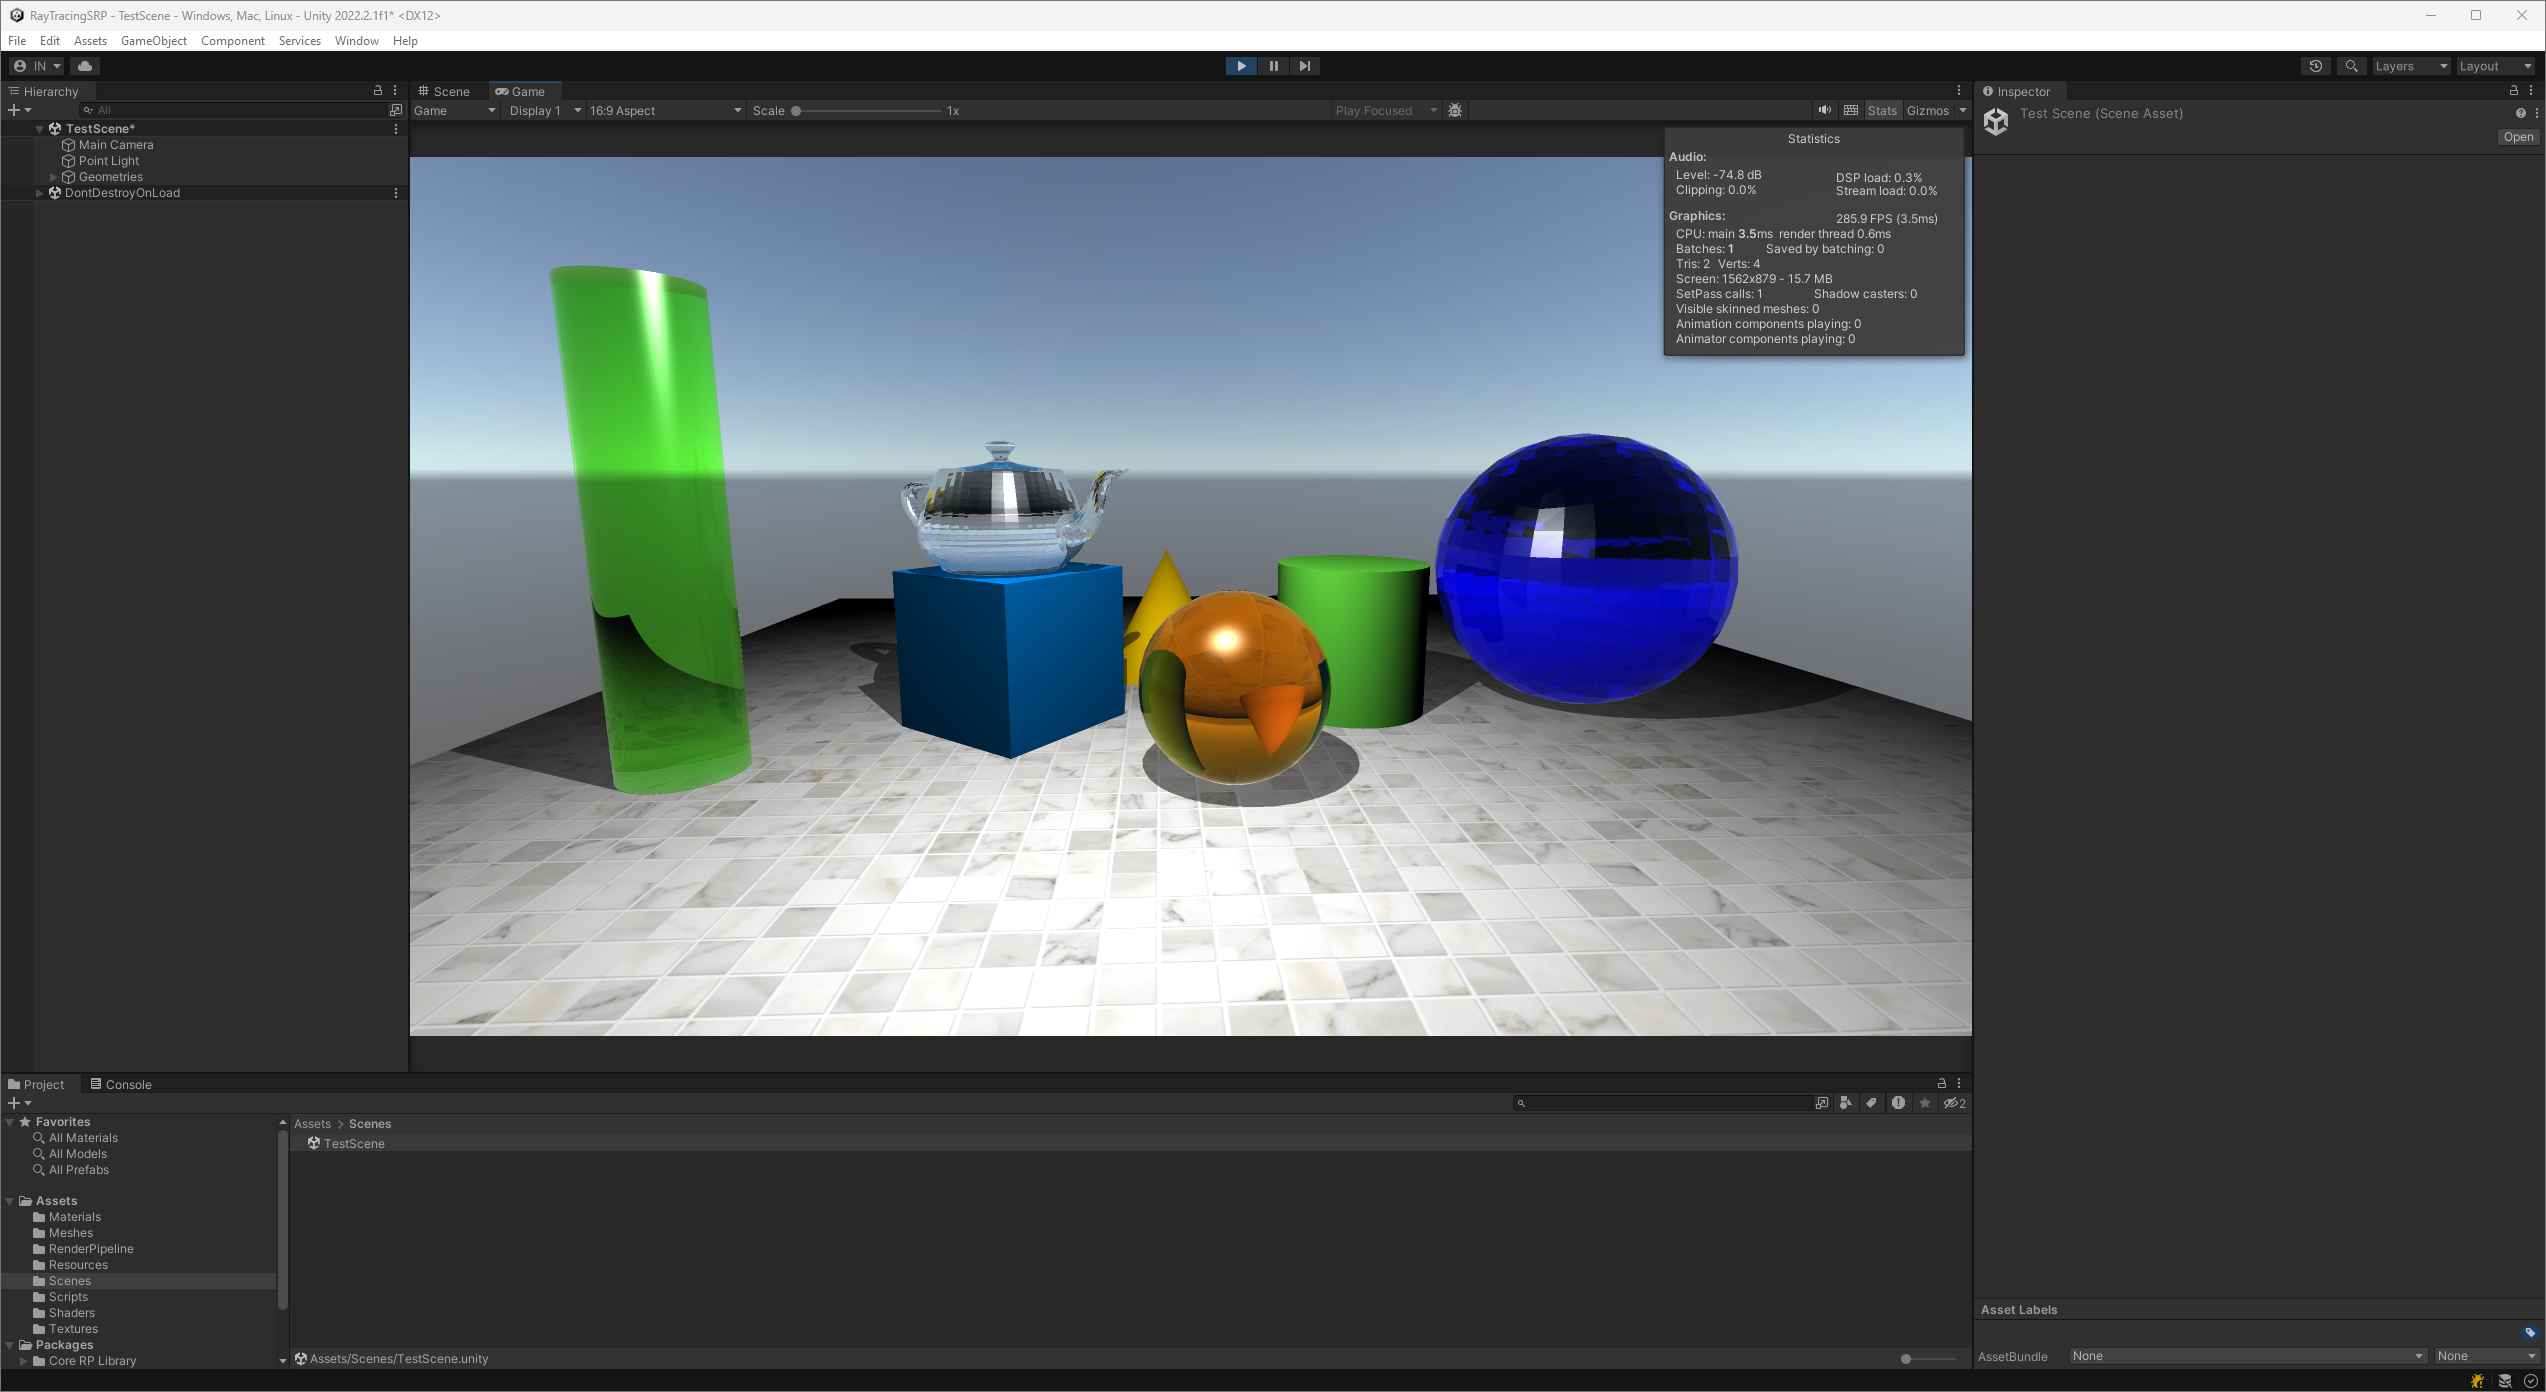 RayTracingSRP - TestScene - Windows, Mac, Linux - Unity 2022.2.1f1* <DX12>
File Edit Assets GameObject Component Services Window Help
IN
Layers Layout
Hierarchy
All
TestScene*
Main Camera
Point Light
Geometries
DontDestroyOnLoad
Scene Game
Game Display 1 16:9 Aspect Scale 1x Play Focused Stats Gizmos
Statistics
Audio:
Level: -74.8 dB DSP load: 0.3%
Clipping: 0.0% Stream load: 0.0%
Graphics: 285.9 FPS (3.5ms)
CPU: main 3.5ms render thread 0.6ms
Batches: 1 Saved by batching: 0
Tris: 2 Verts: 4
Screen: 1562x879 - 15.7 MB
SetPass calls: 1 Shadow casters: 0
Visible skinned meshes: 0
Animation components playing: 0
Animator components playing: 0
Inspector
Test Scene (Scene Asset)
Open
Project Console
2
Favorites
All Materials
All Models
All Prefabs
Assets
Materials
Meshes
RenderPipeline
Resources
Scenes
Scripts
Shaders
Textures
Packages
Core RP Library
Assets > Scenes
TestScene
Assets/Scenes/TestScene.unity
Asset Labels
AssetBundle None None